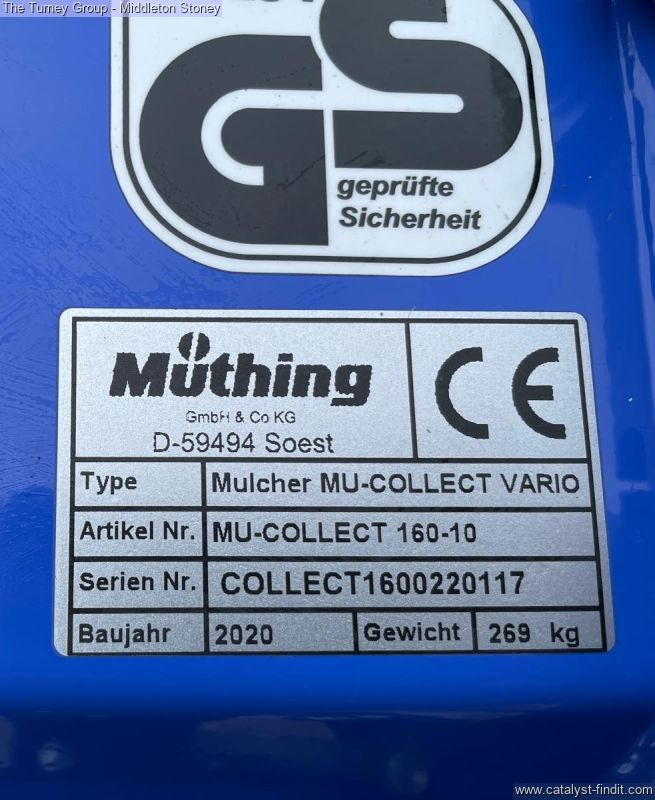 The Turney Group - Middleton Stoney
GS
geprüfte
Sicherheit
Müthing
GmbH & Co KG
D-59494 Soest
CE
Type Mulcher MU-COLLECT VARIO
Artikel Nr. MU-COLLECT 160-10
Serien Nr. COLLECT1600220117
Baujahr 2020 Gewicht 269 kg
www.catalyst-findit.com